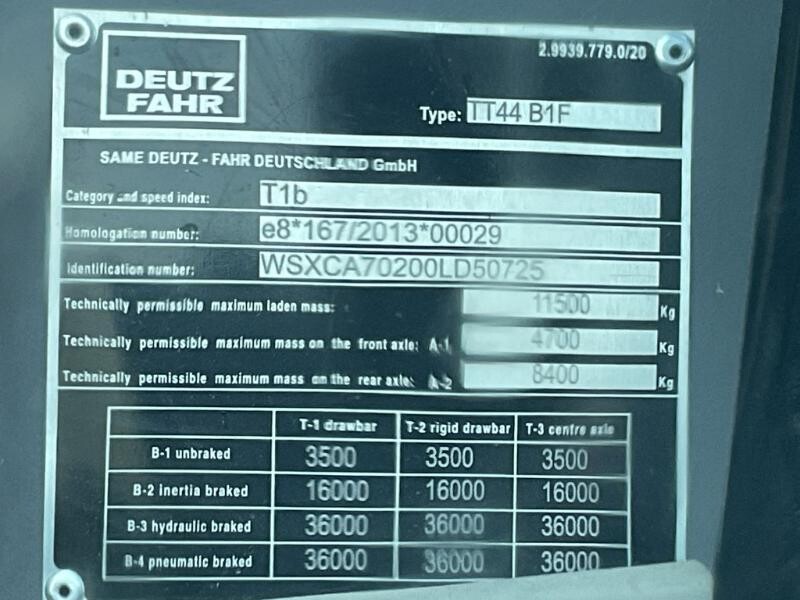 2.9939.779.0/20
DEUTZ
FAHR
Type: TT44 B1F
SAME DEUTZ - FAHR DEUTSCHLAND GmbH
Category and speed index: T1b
Homologation number: e8*167/2013*00029
Identification number: WSXCA70200LD50725
Technically permissible maximum laden mass: 11500 Kg
Technically permissible maximum mass on the front axle: A-1 4700 Kg
Technically permissible maximum mass on the rear axle: A-2 8400 Kg
T-1 drawbar T-2 rigid drawbar T-3 centre axle
B-1 unbraked 3500 3500 3500
B-2 inertia braked 16000 16000 16000
B-3 hydraulic braked 36000 36000 36000
B-4 pneumatic braked 36000 36000 36000